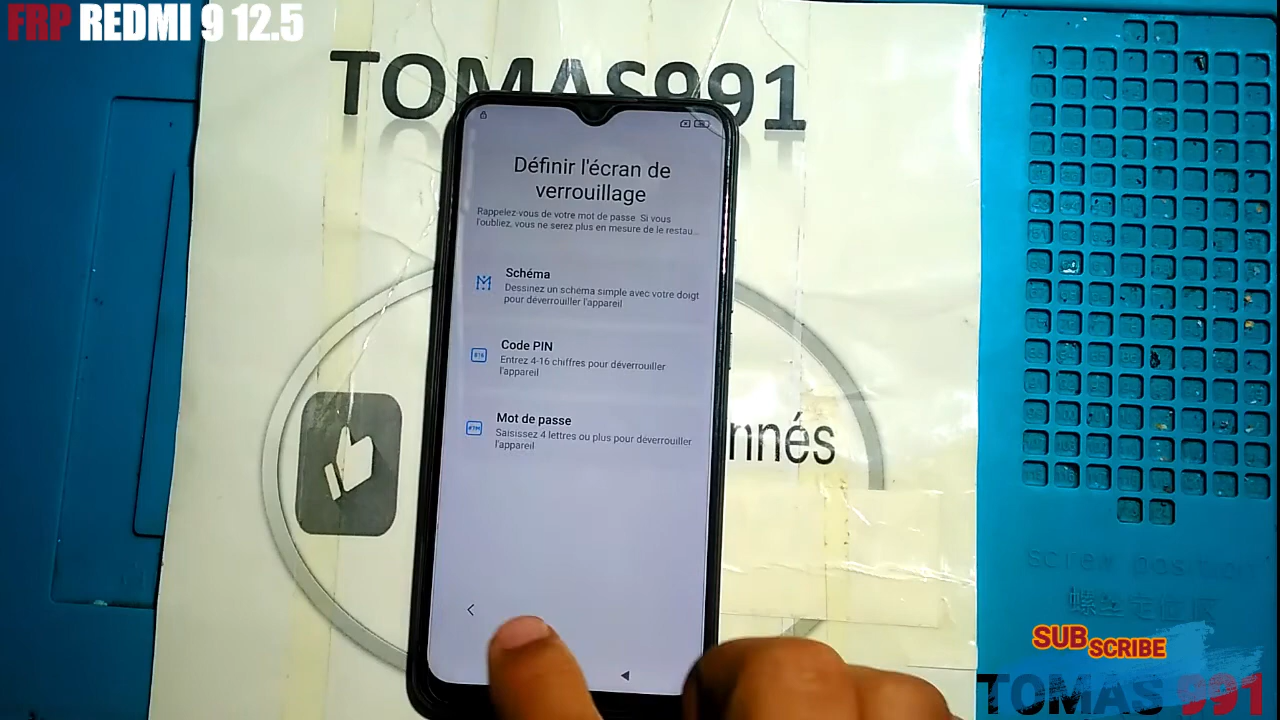 FRP REDMI 9 12.5
TOMAS991
Définir l'écran de
verrouillage
Rappelez-vous de votre mot de passe. Si vous
l'oubliez, vous ne serez plus en mesure de le restau...
Schéma
Dessinez un schéma simple avec votre doigt
pour déverrouiller l'appareil
Code PIN
Entrez 4-16 chiffres pour déverrouiller
l'appareil
Mot de passe
Saisissez 4 lettres ou plus pour déverrouiller
l'appareil
nnés
screw position
SUBSCRIBE
TOMAS 991